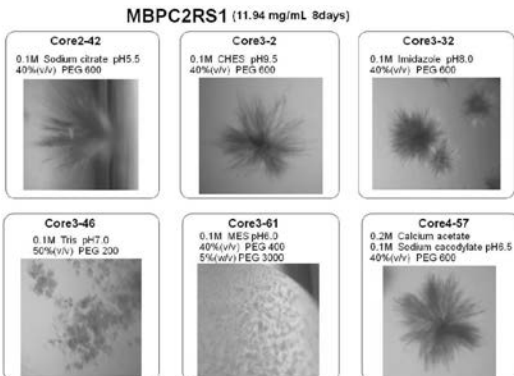 MBPC2RS1 (11.94 mg/mL 8days)
Core2-42
0.1M Sodium citrate pH5.5
40%(v/v) PEG 600
Core3-2
0.1M CHES pH9.5
40%(v/v) PEG 600
Core3-32
0.1M Imidazole pH8.0
40%(v/v) PEG 600
Core3-46
0.1M Tris pH7.0
50%(v/v) PEG 200
Core3-61
0.1M MES pH6.0
40%(v/v) PEG 400
5%(w/v) PEG 3000
Core4-57
0.2M Calcium acetate
0.1M Sodium cacodylate pH6.5
40%(v/v) PEG 600